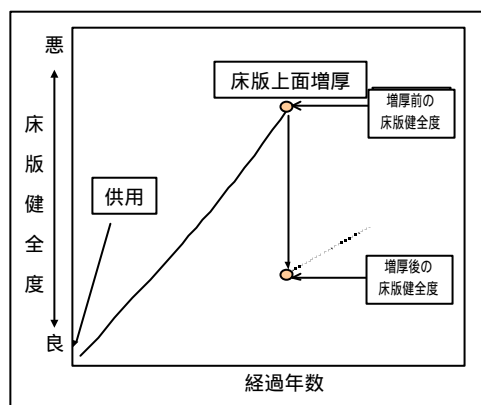 悪
床版上面増厚
増厚前の
床版健全度
床版健全度
供用
増厚後の
床版健全度
良
経過年数